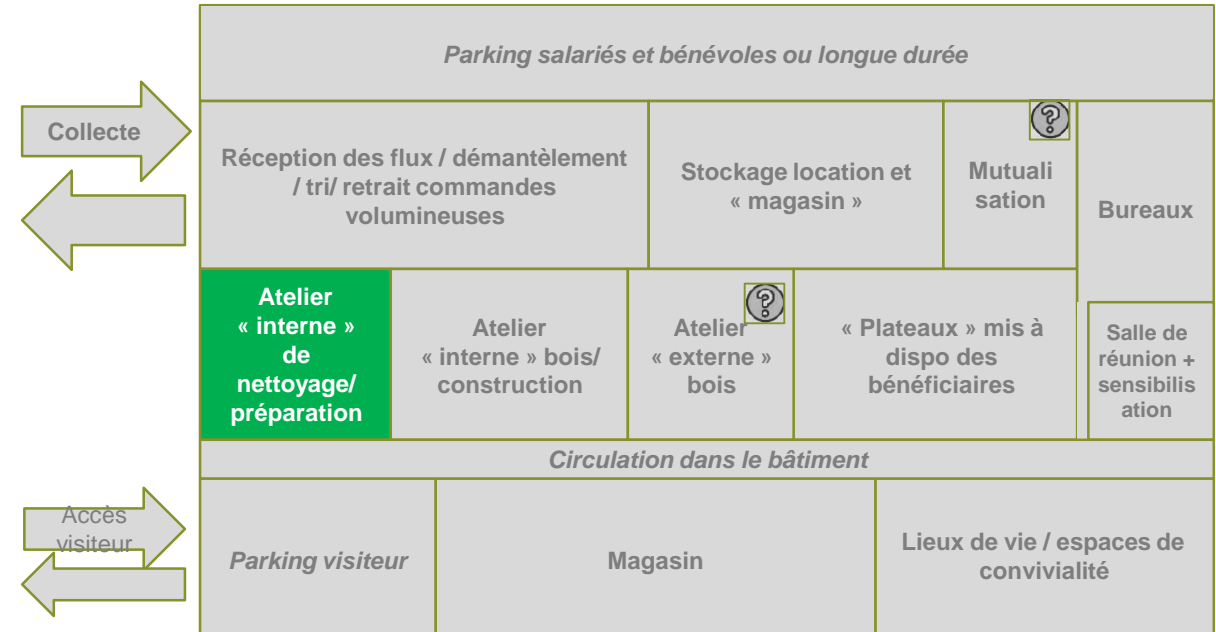 Parking salariés et bénévoles ou longue durée
Collecte
Réception des flux / démantèlement
/ tri/ retrait commandes
volumineuses
Stockage location et
« magasin »
?
Mutuali
sation
Bureaux
Atelier
« interne »
de
nettoyage/
préparation
Atelier
« interne » bois/
construction
?
Atelier
« externe »
bois
« Plateaux » mis à
dispo des
bénéficiaires
Salle de
réunion +
sensibilis
ation
Circulation dans le bâtiment
Accès
visiteur
Parking visiteur
Magasin
Lieux de vie / espaces de
convivialité